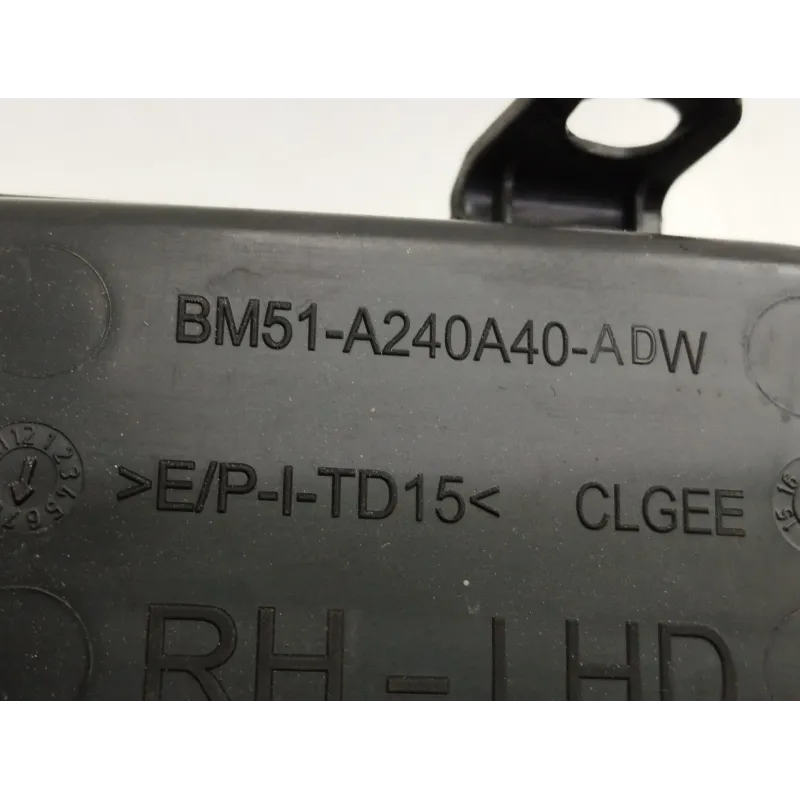 BM51-A240A40-ADW
>E/P-I-TD15< CLGEE
RH-LHD